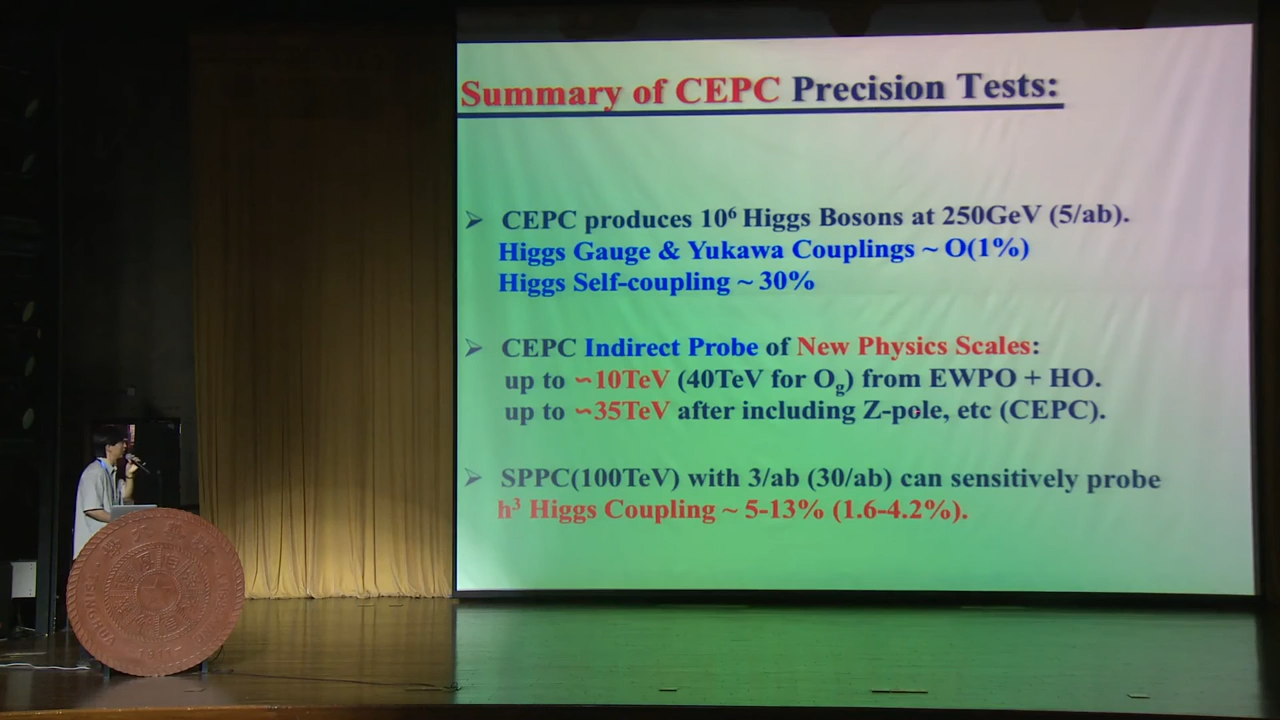 Summary of CEPC Precision Tests:
➢ CEPC produces 10⁶ Higgs Bosons at 250GeV (5/ab).
Higgs Gauge & Yukawa Couplings ~ O(1%)
Higgs Self-coupling ~ 30%
➢ CEPC Indirect Probe of New Physics Scales:
up to ∽10TeV (40TeV for Og) from EWPO + HO.
up to ∽35TeV after including Z-pole, etc (CEPC).
➢ SPPC(100TeV) with 3/ab (30/ab) can sensitively probe
h³ Higgs Coupling ~ 5-13% (1.6-4.2%).